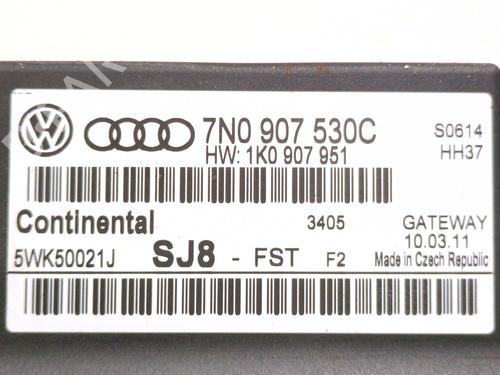 7N0 907 530C S0614
HW: 1K0 907 951 HH37
Continental 3405 GATEWAY
5WK50021J SJ8 - FST F2 10.03.11
Made in Czech Republic